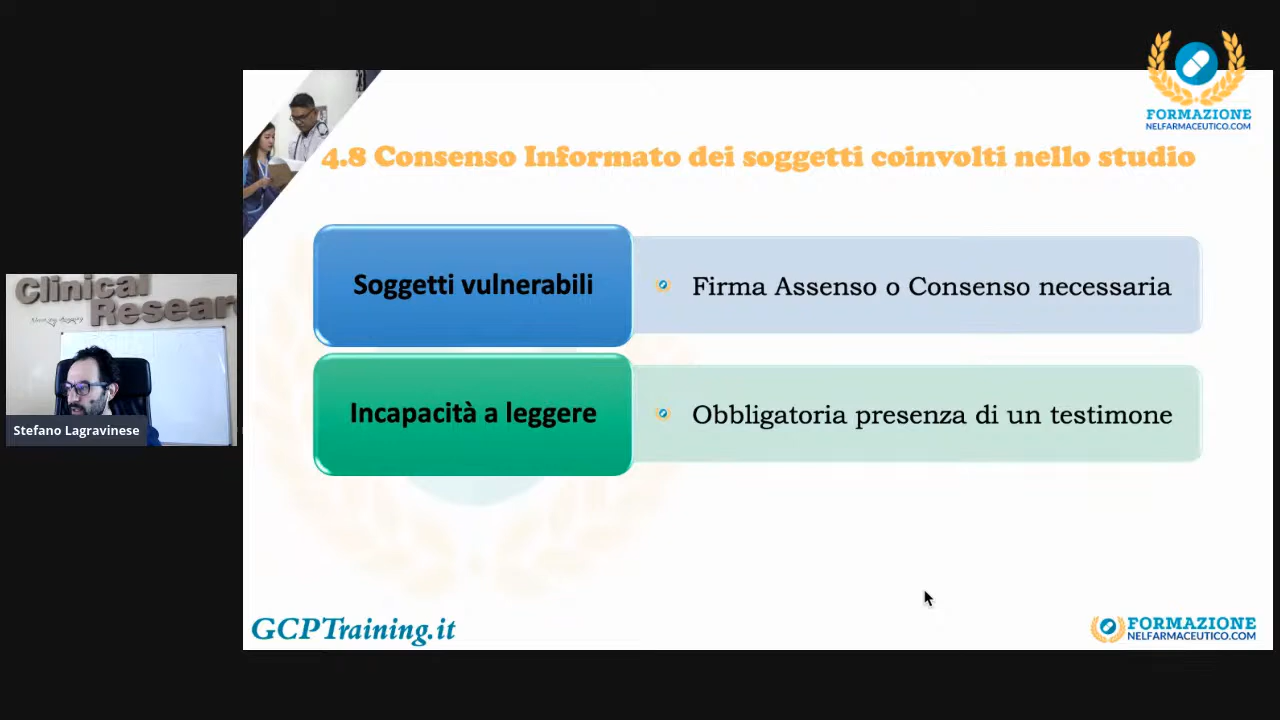 FORMAZIONE
NELFARMACEUTICO.COM
4.8 Consenso Informato dei soggetti coinvolti nello studio
Soggetti vulnerabili
Firma Assenso o Consenso necessaria
Incapacità a leggere
Obbligatoria presenza di un testimone
Clinical
Resear
Stefano Lagravinese
GCPTraining.it
FORMAZIONE
NELFARMACEUTICO.COM